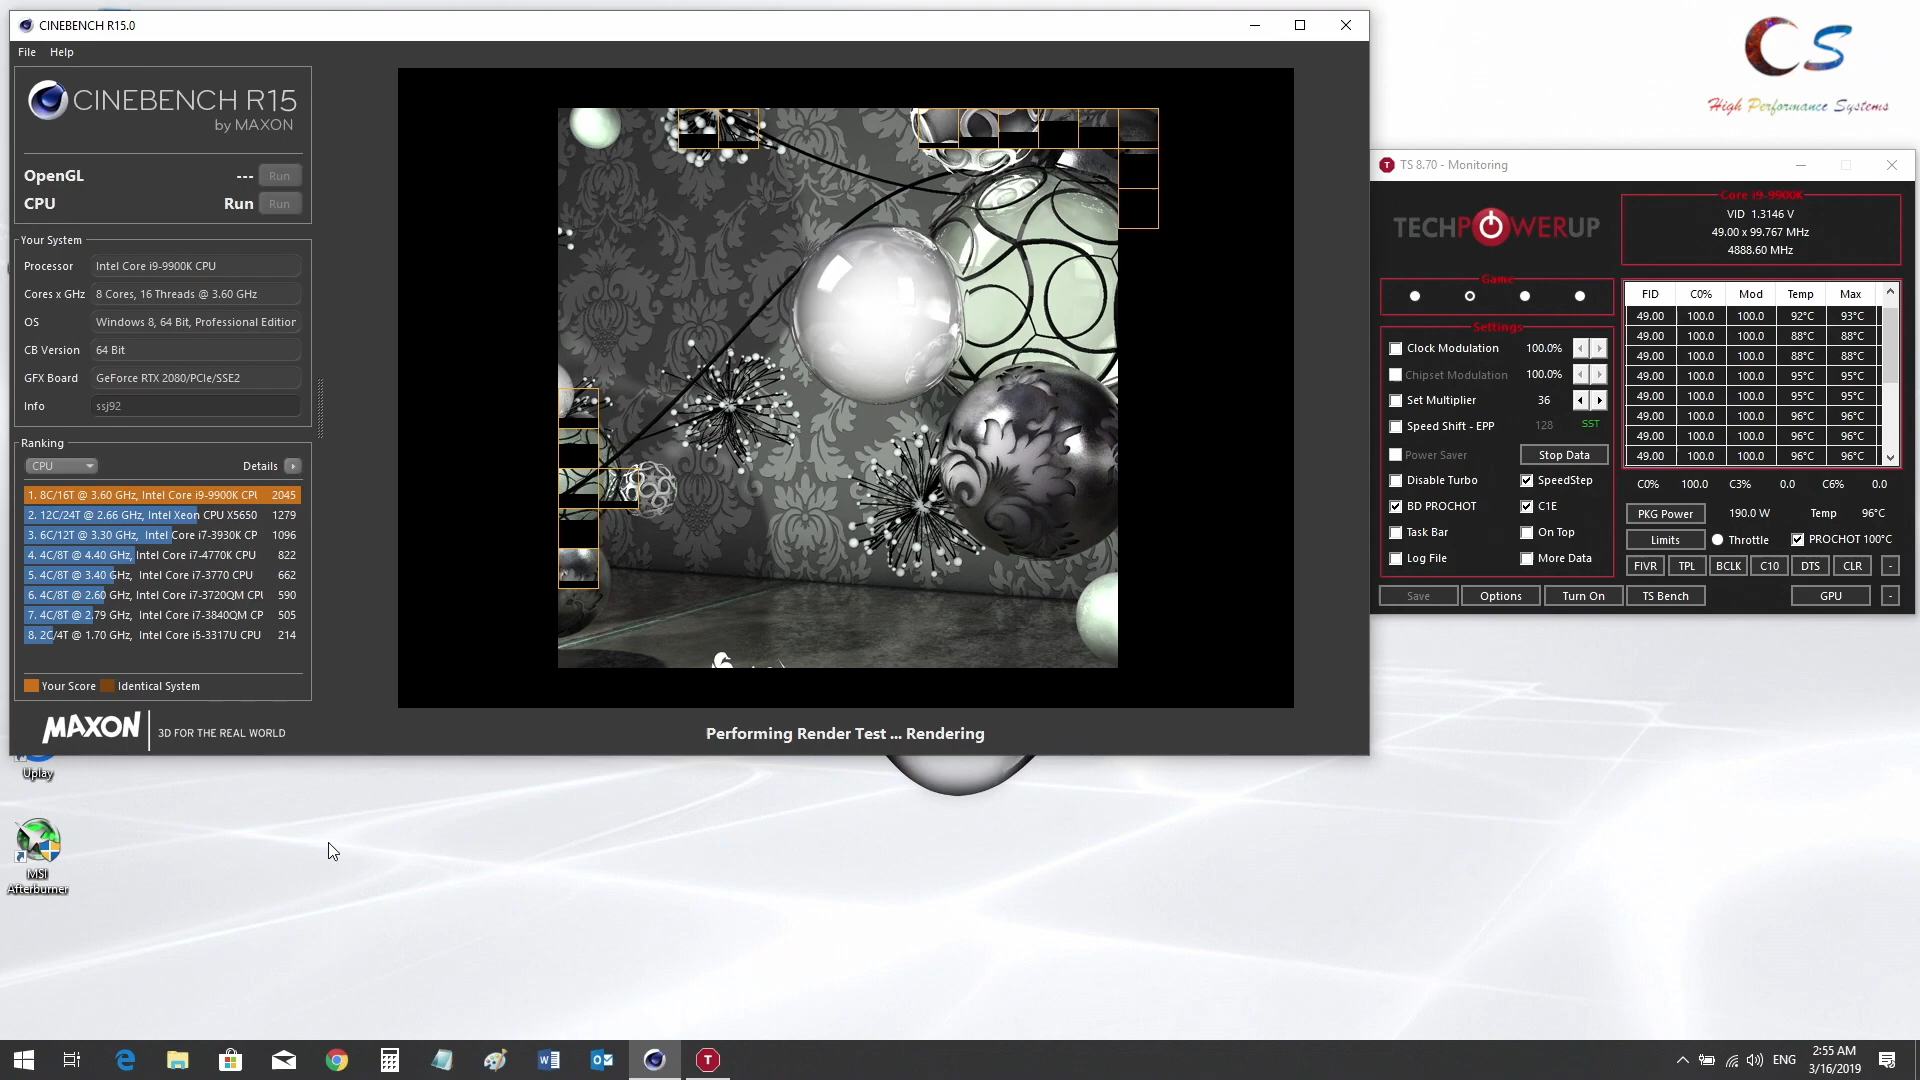 CINEBENCH R15.0
File Help
CINEBENCH R15
by MAXON
OpenGL --- Run
CPU Run Run
Your System
Processor Intel Core i9-9900K CPU
Cores x GHz 8 Cores, 16 Threads @ 3.60 GHz
OS Windows 8, 64 Bit, Professional Edition
CB Version 64 Bit
GFX Board GeForce RTX 2080/PCIe/SSE2
Info ssj92
Ranking
CPU Details
1. 8C/16T @ 3.60 GHz, Intel Core i9-9900K CPU 2045
2. 12C/24T @ 2.66 GHz, Intel Xeon CPU X5650 1279
3. 6C/12T @ 3.30 GHz, Intel Core i7-3930K CP 1096
4. 4C/8T @ 4.40 GHz, Intel Core i7-4770K CPU 822
5. 4C/8T @ 3.40 GHz, Intel Core i7-3770 CPU 662
6. 4C/8T @ 2.60 GHz, Intel Core i7-3720QM CPU 590
7. 4C/8T @ 2.79 GHz, Intel Core i7-3840QM CP 505
8. 2C/4T @ 1.70 GHz, Intel Core i5-3317U CPU 214
Your Score Identical System
MAXON 3D FOR THE REAL WORLD
Performing Render Test ... Rendering
CS
High Performance Systems
TS 8.70 - Monitoring
TECHPOWERUP
Core i9-9900K
VID 1.3146 V
49.00 x 99.767 MHz
4888.60 MHz
Game
Settings
Clock Modulation 100.0%
Chipset Modulation 100.0%
Set Multiplier 36
Speed Shift - EPP 128 SST
Power Saver Stop Data
Disable Turbo SpeedStep
BD PROCHOT C1E
Task Bar On Top
Log File More Data
Save Options Turn On TS Bench GPU -
FID C0% Mod Temp Max
49.00 100.0 100.0 92°C 93°C
49.00 100.0 100.0 88°C 88°C
49.00 100.0 100.0 88°C 88°C
49.00 100.0 100.0 95°C 95°C
49.00 100.0 100.0 95°C 95°C
49.00 100.0 100.0 96°C 96°C
49.00 100.0 100.0 96°C 96°C
49.00 100.0 100.0 96°C 96°C
C0% 100.0 C3% 0.0 C6% 0.0
PKG Power 190.0 W Temp 96°C
Limits Throttle PROCHOT 100°C
FIVR TPL BCLK C10 DTS CLR -
Uplay
MSI
Afterburner
ENG
2:55 AM
3/16/2019